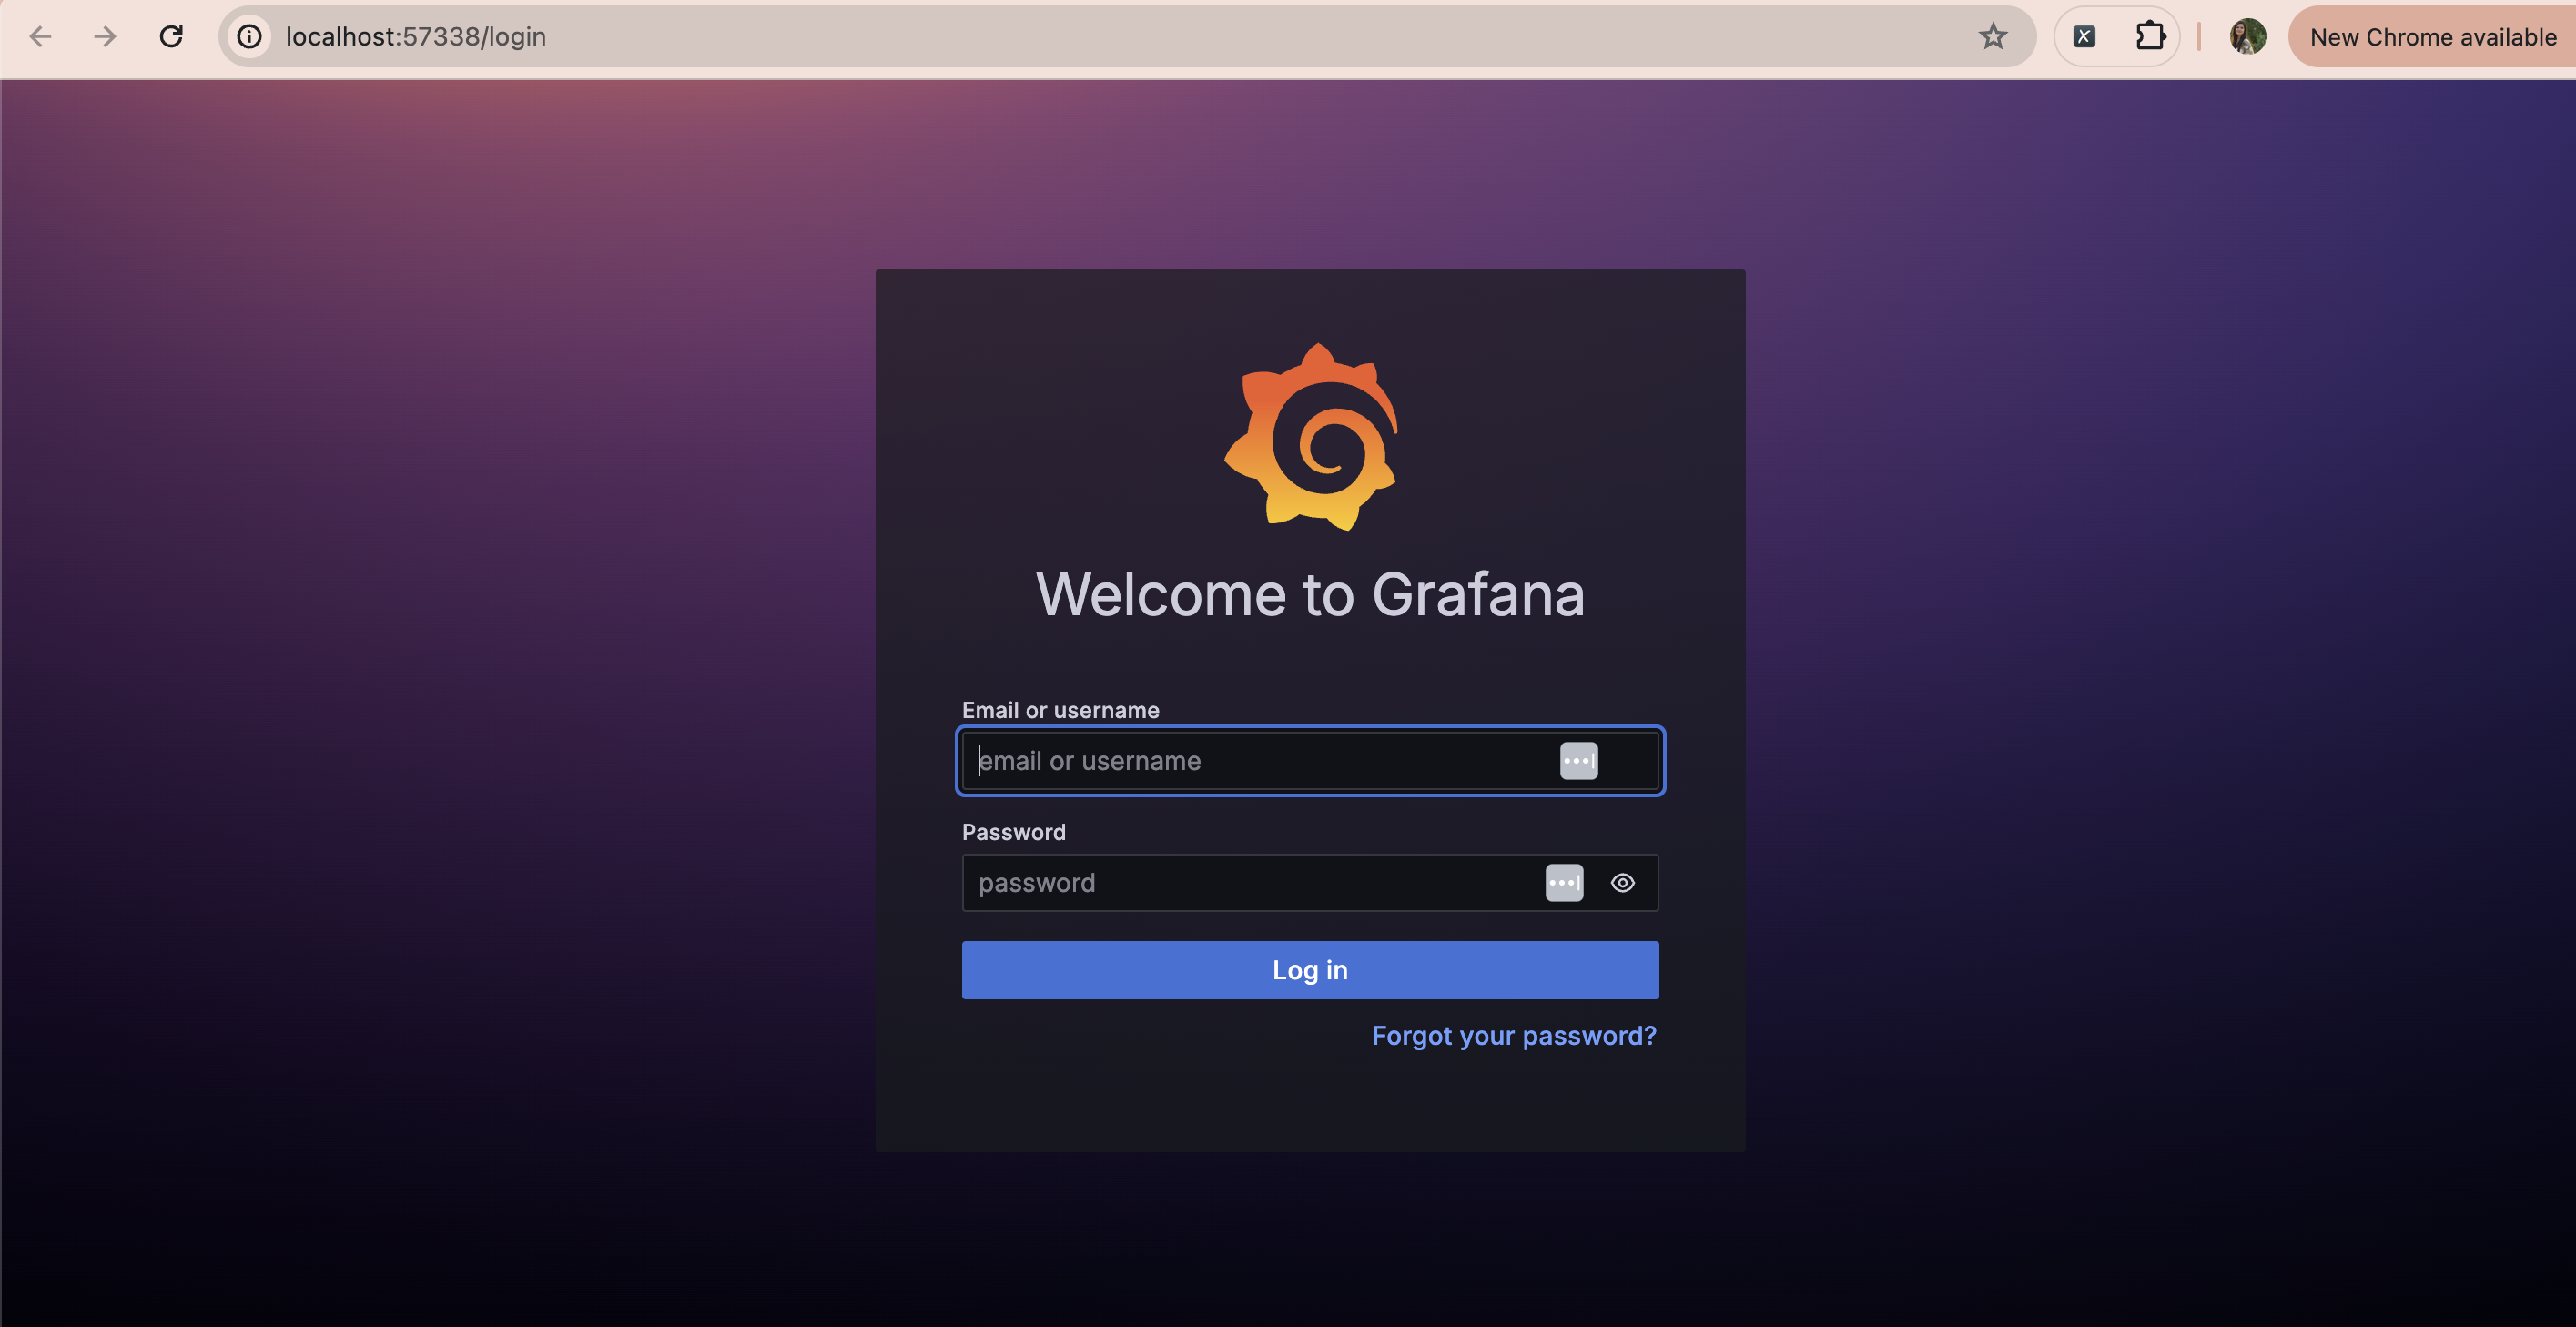 localhost:57338/login
New Chrome available
Welcome to Grafana
Email or username
email or username
Password
password
Log in
Forgot your password?